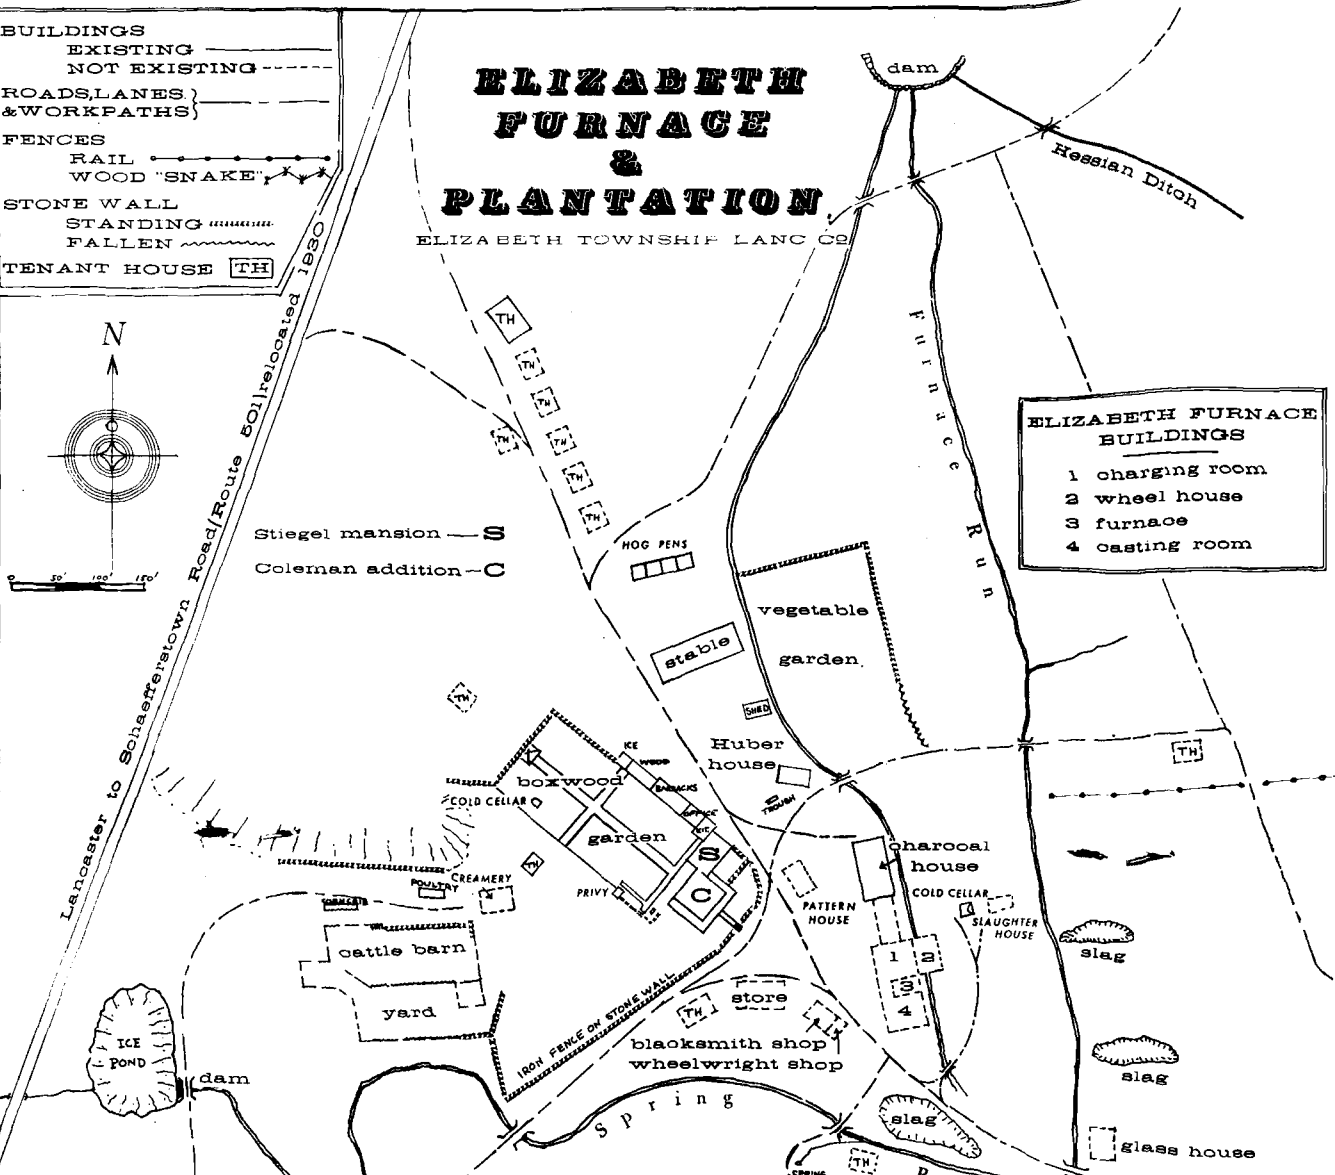 BUILDINGS
EXISTING
NOT EXISTING
ROADS, LANES
& WORKPATHS
FENCES
RAIL
WOOD "SNAKE"
STONE WALL
STANDING
FALLEN
TENANT HOUSE TH
ELIZABETH
FURNACE
&
PLANTATION
ELIZABETH TOWNSHIP LANC CO
dam
Hessian Ditch
N
Lancaster to Schaefferstown Road/Route 501/relocated 1930
0 50' 100' 150'
TH
TH
TH
TH
TH
TH
TH
Furnace Run
ELIZABETH FURNACE
BUILDINGS
1 charging room
2 wheel house
3 furnace
4 casting room
Stiegel mansion — S
Coleman addition — C
HOG PENS
vegetable
garden
stable
SHED
TH
Huber
house
TROUGH
TH
ICE
WOOD
BARRACKS
OFFICE
boxwood
garden
COLD CELLAR
TH
S
C
PRIVY
CREAMERY
POULTRY
cattle barn
yard
charcoal
house
PATTERN
HOUSE
COLD CELLAR
SLAUGHTER
HOUSE
1 2
3
4
slag
IRON FENCE ON STONE WALL
TH
store
blacksmith shop
wheelwright shop
ICE
POND
dam
Spring
slag
slag
glass house
SPRING
TH